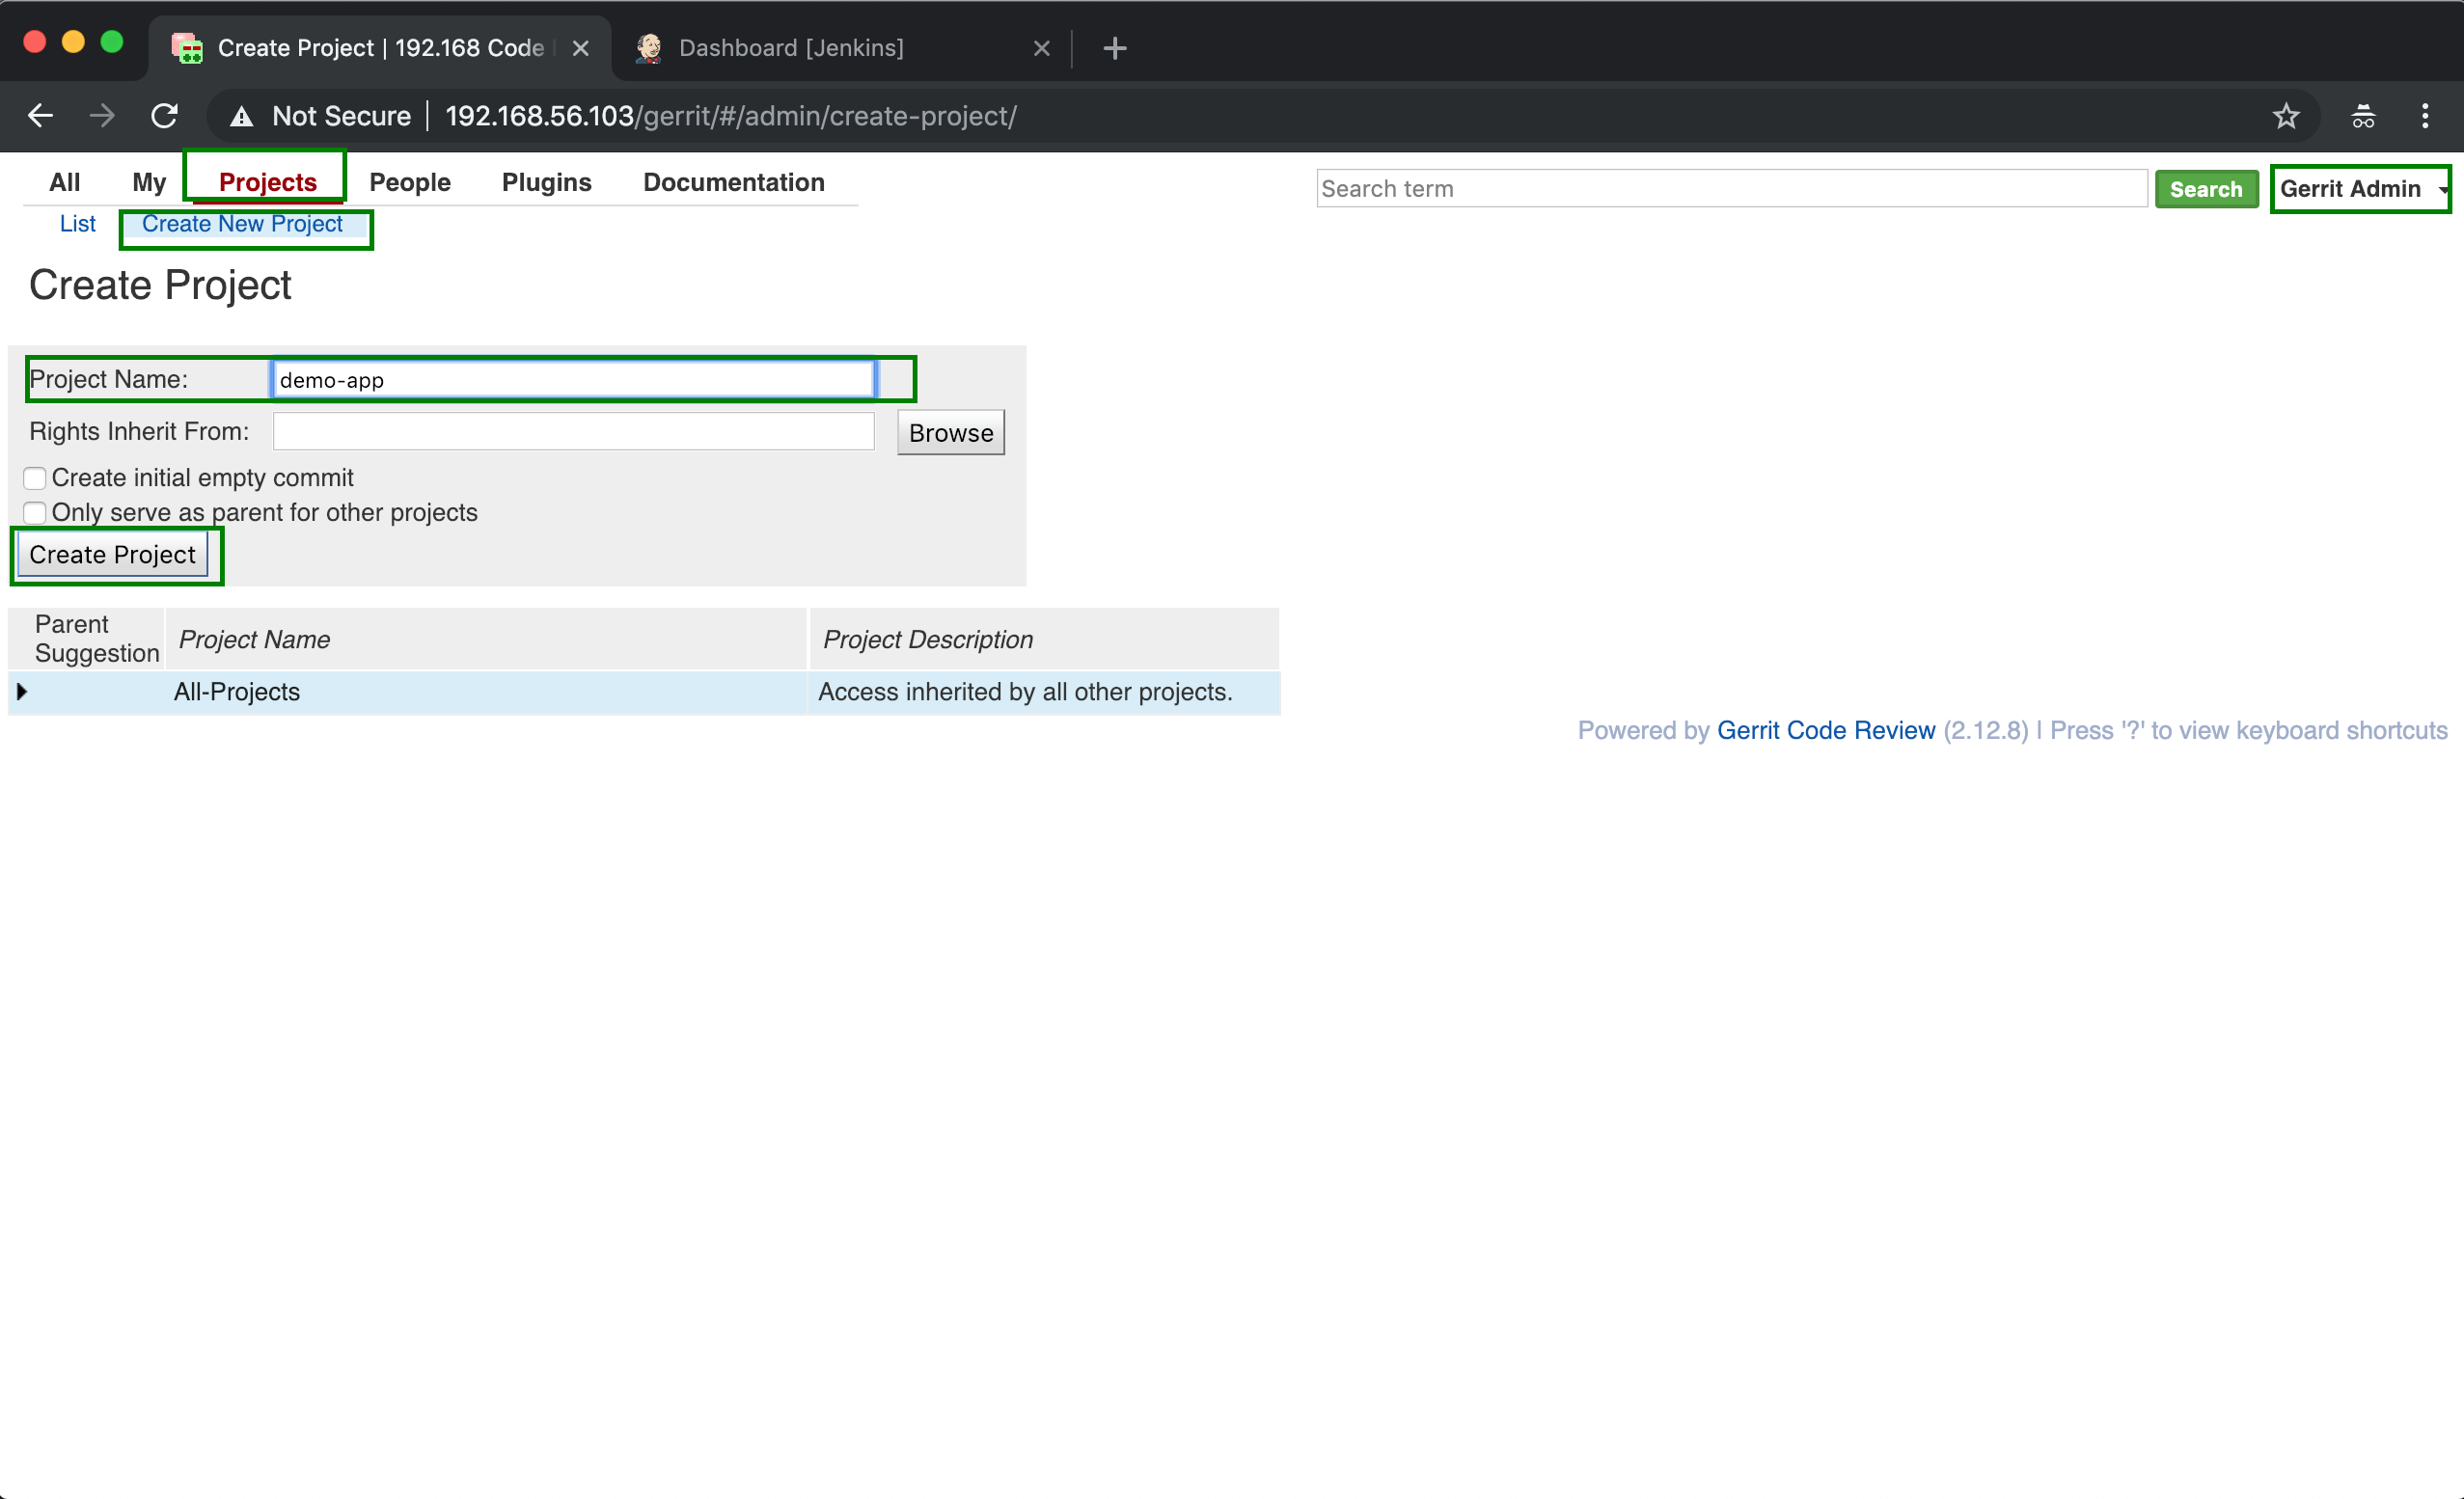 Create Project | 192.168 Code
Dashboard [Jenkins]
Not Secure | 192.168.56.103/gerrit/#/admin/create-project/
All My Projects People Plugins Documentation
Search term Search Gerrit Admin
List Create New Project
Create Project
Project Name: demo-app
Rights Inherit From: Browse
Create initial empty commit
Only serve as parent for other projects
Create Project
Parent
Suggestion Project Name Project Description
All-Projects Access inherited by all other projects.
Powered by Gerrit Code Review (2.12.8) | Press '?' to view keyboard shortcuts